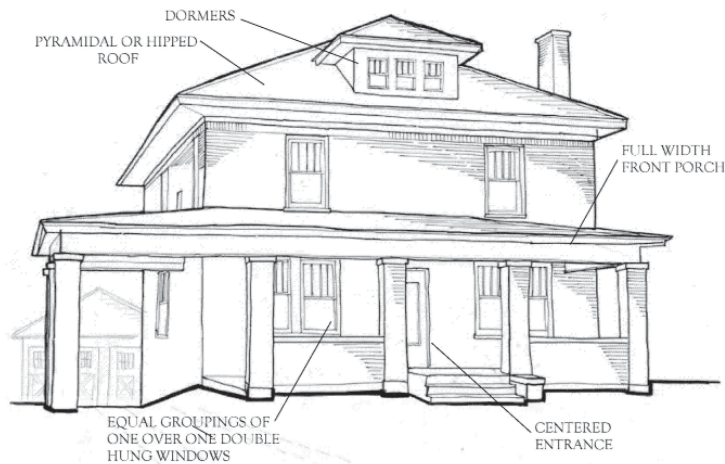 DORMERS
PYRAMIDAL OR HIPPED
ROOF
FULL WIDTH
FRONT PORCH
EQUAL GROUPINGS OF
ONE OVER ONE DOUBLE
HUNG WINDOWS
CENTERED
ENTRANCE